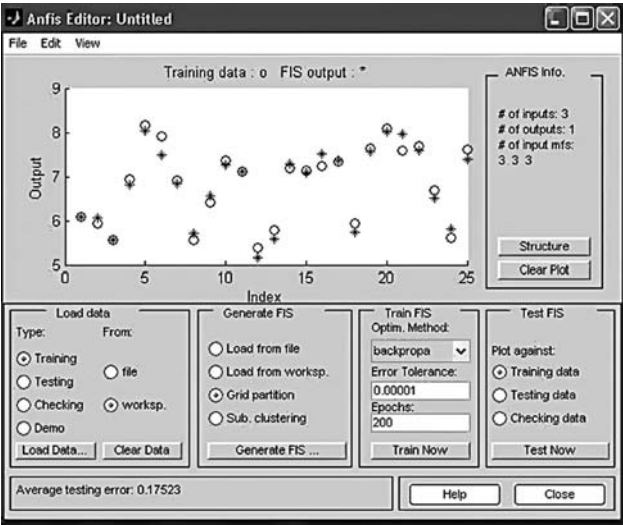 Anfis Editor: Untitled
File Edit View
Training data : o FIS output : *
9
8
7
6
5
Output
0 5 10 15 20 25
Index
ANFIS Info.
# of inputs: 3
# of outputs: 1
# of input mfs:
3 3 3
Structure
Clear Plot
Load data
Type: From:
Training
Testing
Checking
Demo
file
worksp.
Load Data... Clear Data
Generate FIS
Load from file
Load from worksp.
Grid partition
Sub. clustering
Generate FIS ...
Train FIS
Optim. Method:
backpropa
Error Tolerance:
0.00001
Epochs:
200
Train Now
Test FIS
Plot against:
Training data
Testing data
Checking data
Test Now
Average testing error: 0.17523
Help Close